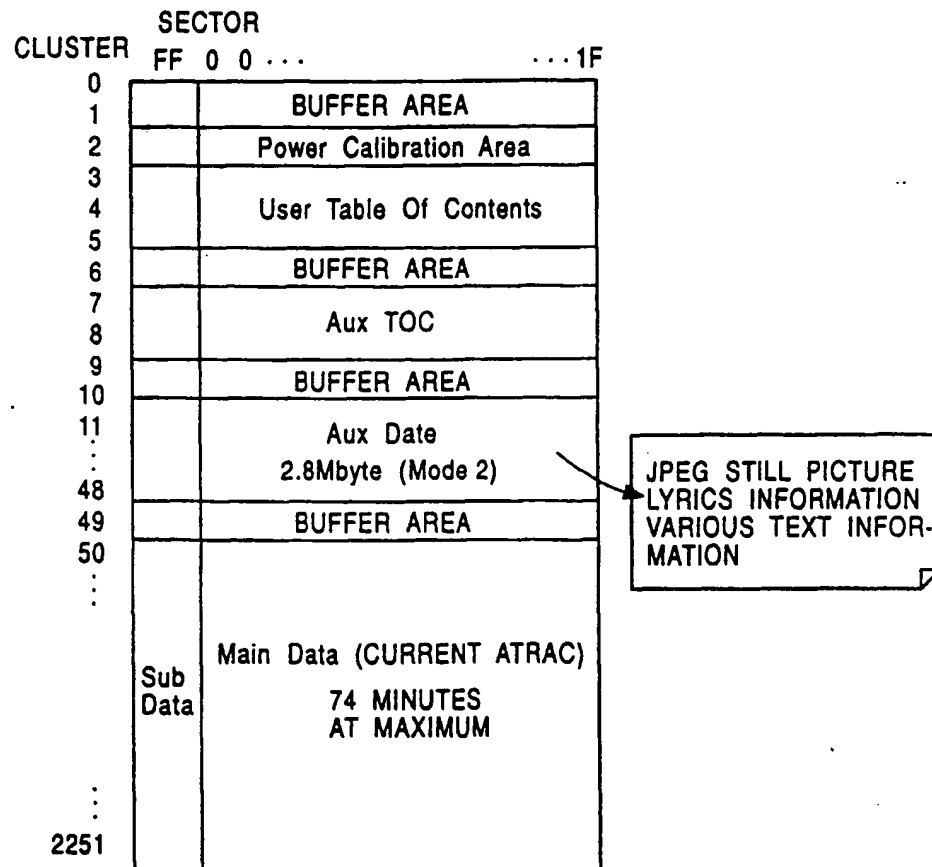 SECTOR
CLUSTER FF 0 0 ··· ···1F
0
1 BUFFER AREA
2 Power Calibration Area
3
4 User Table Of Contents
5
6 BUFFER AREA
7
8 Aux TOC
9
10 BUFFER AREA
11 Aux Date
2.8Mbyte (Mode 2)
48
49 BUFFER AREA
50
JPEG STILL PICTURE
LYRICS INFORMATION
VARIOUS TEXT INFOR-
MATION
Sub
Data
Main Data (CURRENT ATRAC)
74 MINUTES
AT MAXIMUM
2251